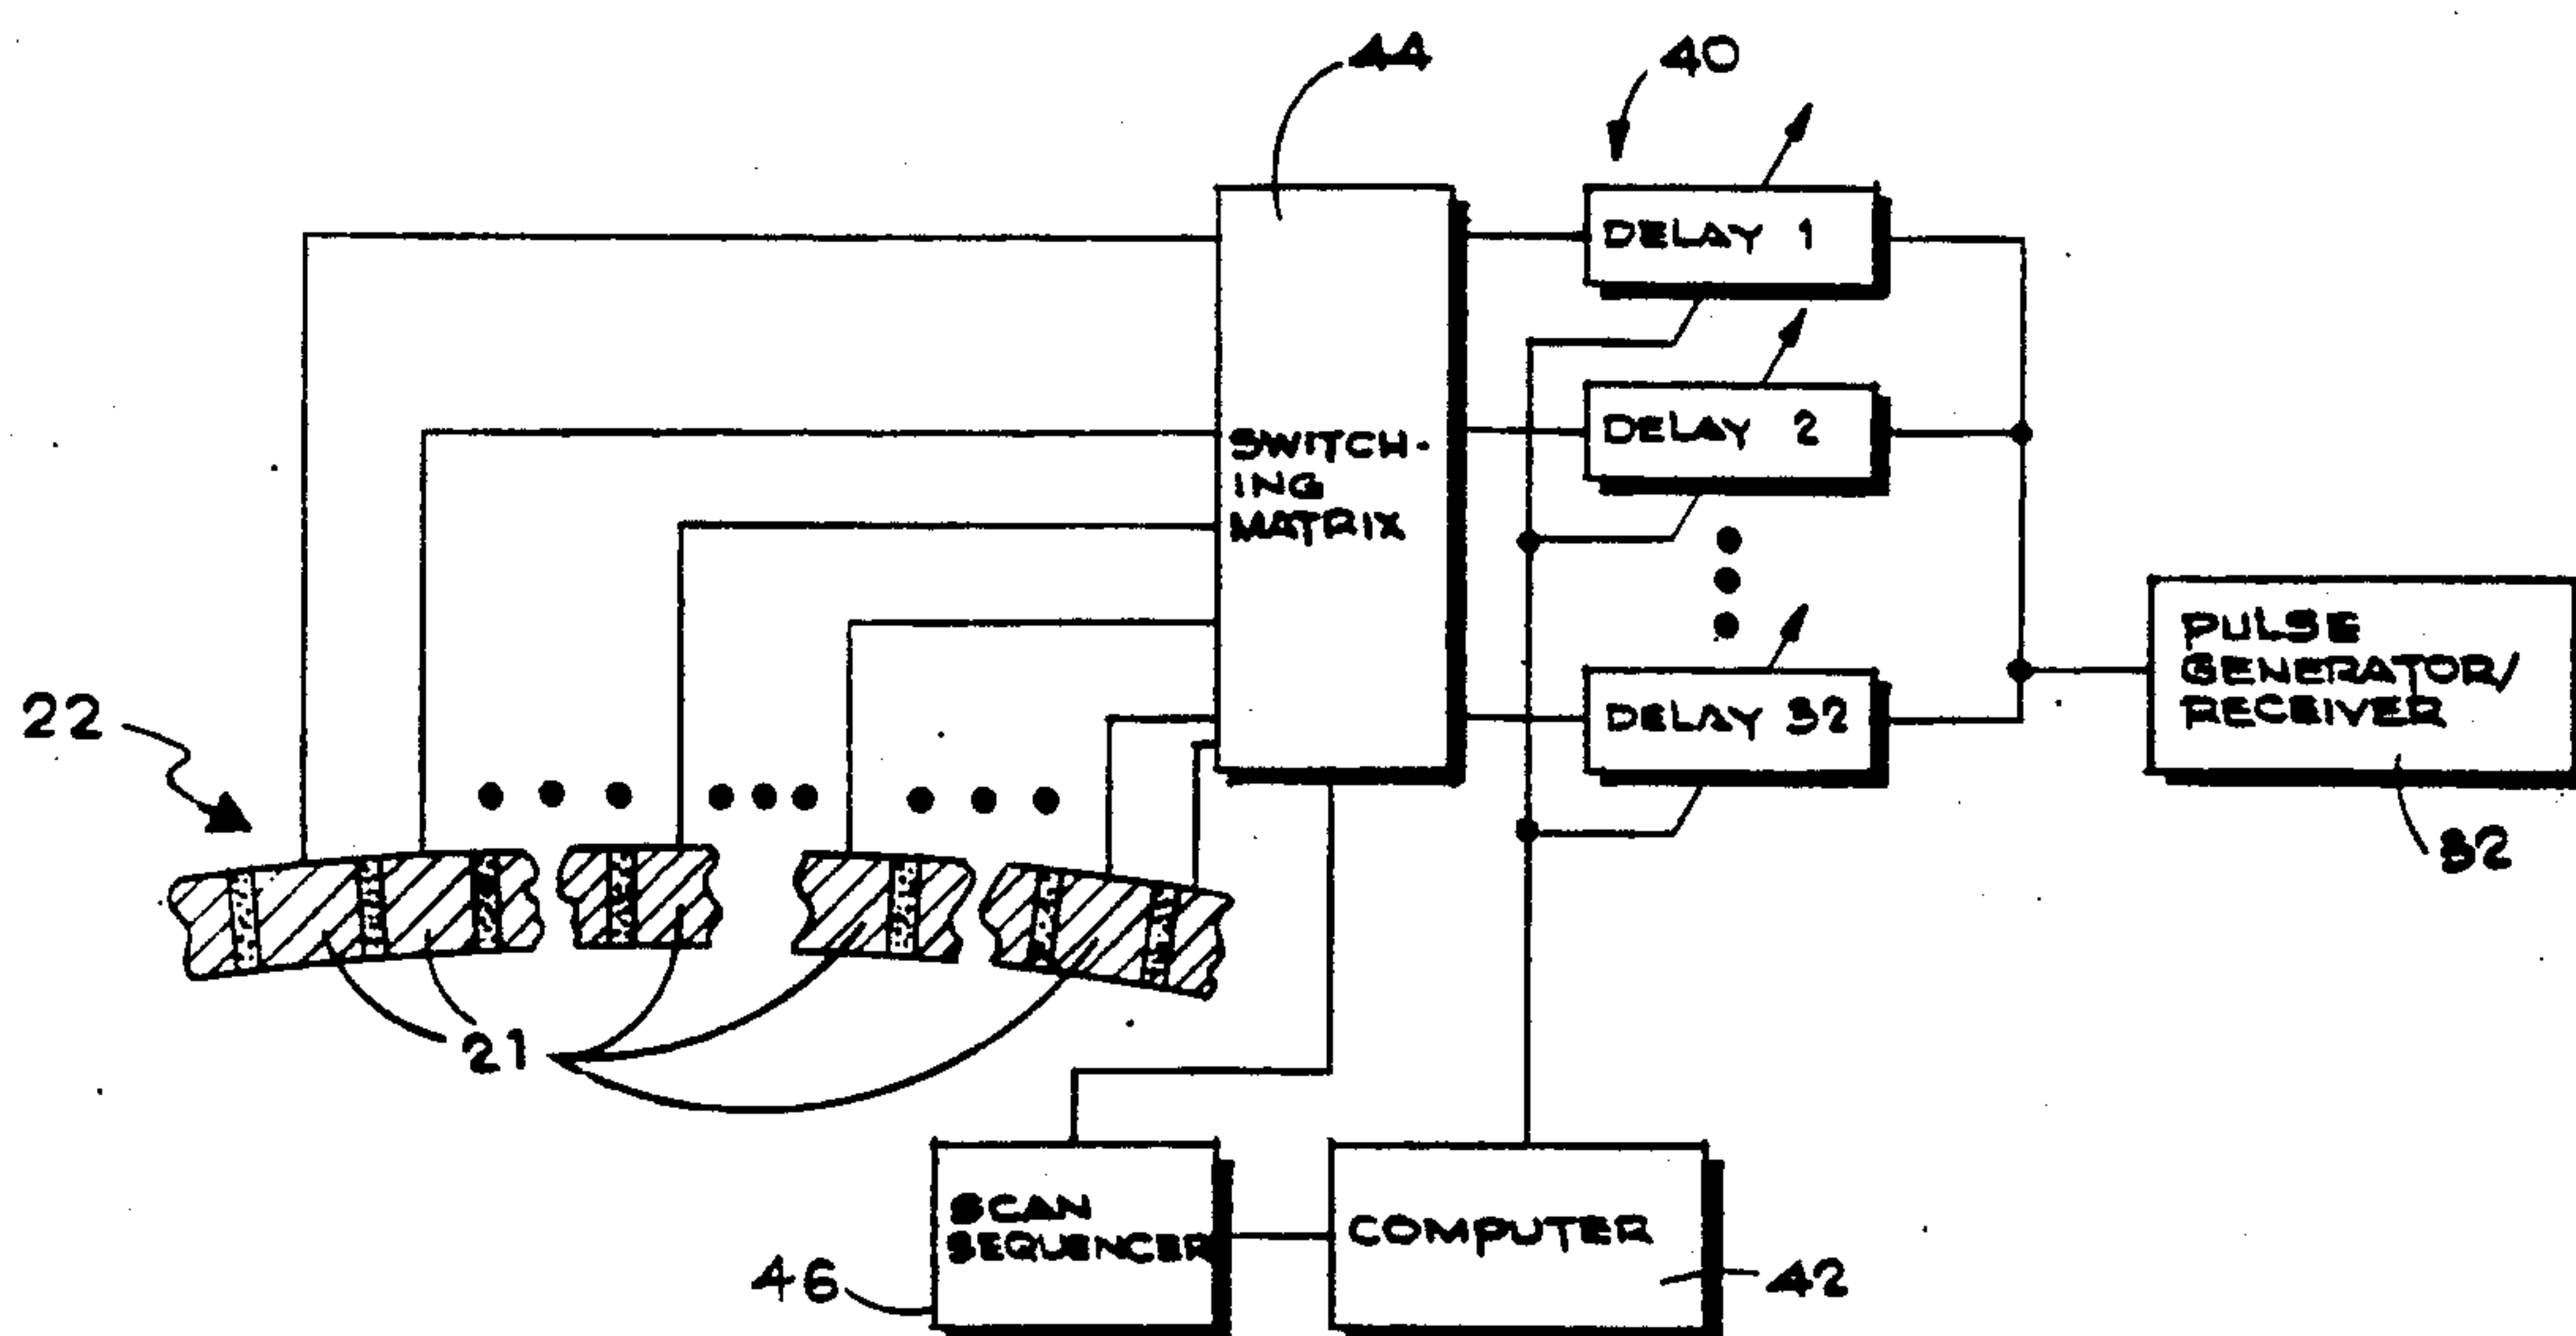 44
40
DELAY 1
SWITCH-
ING
MATRIX
DELAY 2
PULSE
GENERATOR/
RECEIVER
DELAY 32
22
32
21
SCAN
SEQUENCER
COMPUTER
46
42